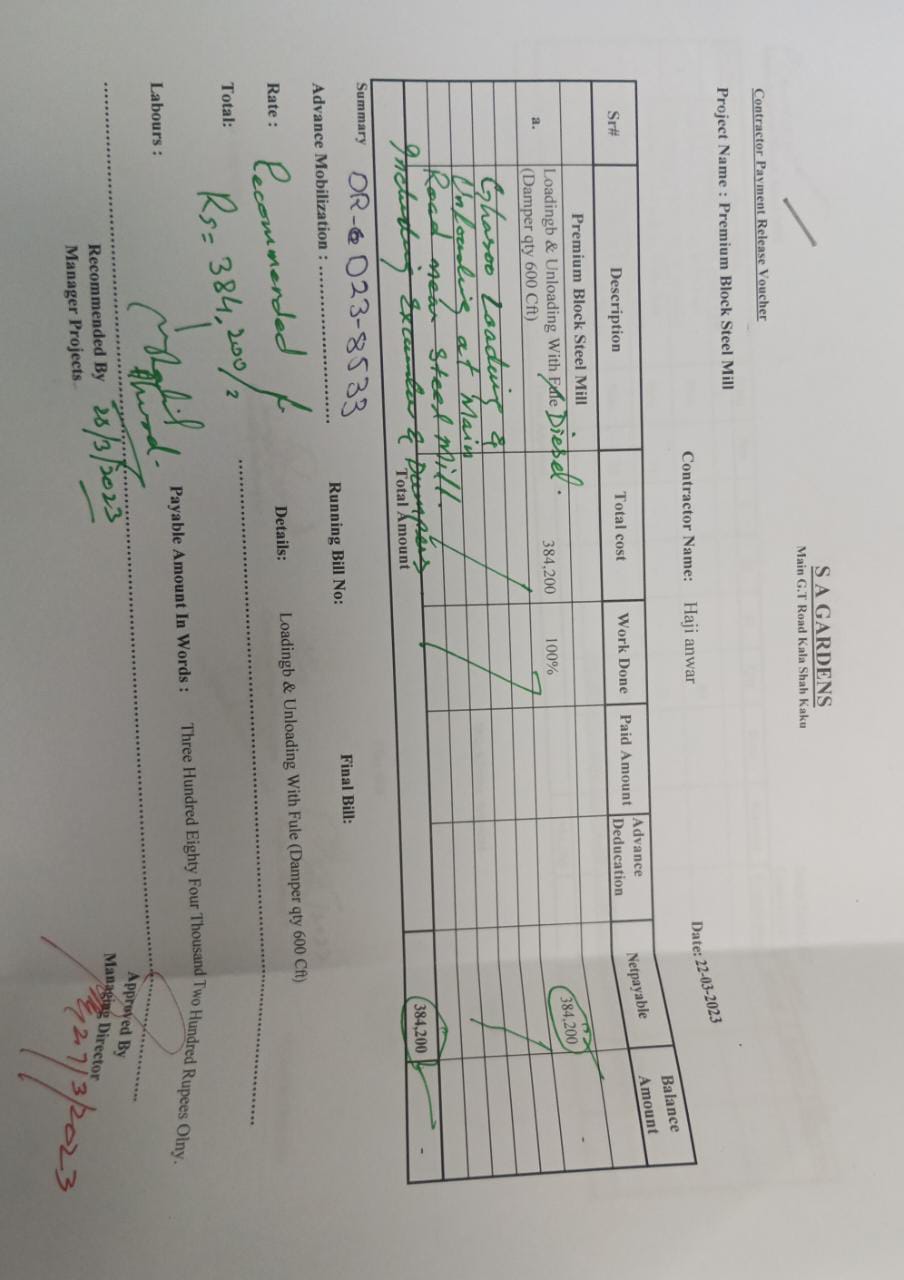 S A GARDENS
Main G.T Road Kala Shah Kaku
Contractor Payment Release Voucher
Project Name : Premium Block Steel Mill
Contractor Name: Haji anwar
Date: 22-03-2023
Sr# Description Total cost Work Done Paid Amount Advance Deducation Netpayable Balance Amount
Premium Block Steel Mill
a. Loadingb & Unloading With Fule Diesel. 384,200 100% 384,200 -
(Damper qty 600 Cft)
Ghasoo Loading &
Unloading at Main
Road near Steel Mill.
Including Excavator & Dumpers
Total Amount 384,200 -
Summary OR-6023-8533
Running Bill No: Final Bill:
Advance Mobilization :
Rate : Details: Loadingb & Unloading With Fule (Damper qty 600 Cft)
Recommended
Total: Rs= 384,200/=
Payable Amount In Words : Three Hundred Eighty Four Thousand Two Hundred Rupees Olny.
Labours :
Recommended By
Manager Projects
28/3/2023
Approved By
Managing Director
27/3/2023